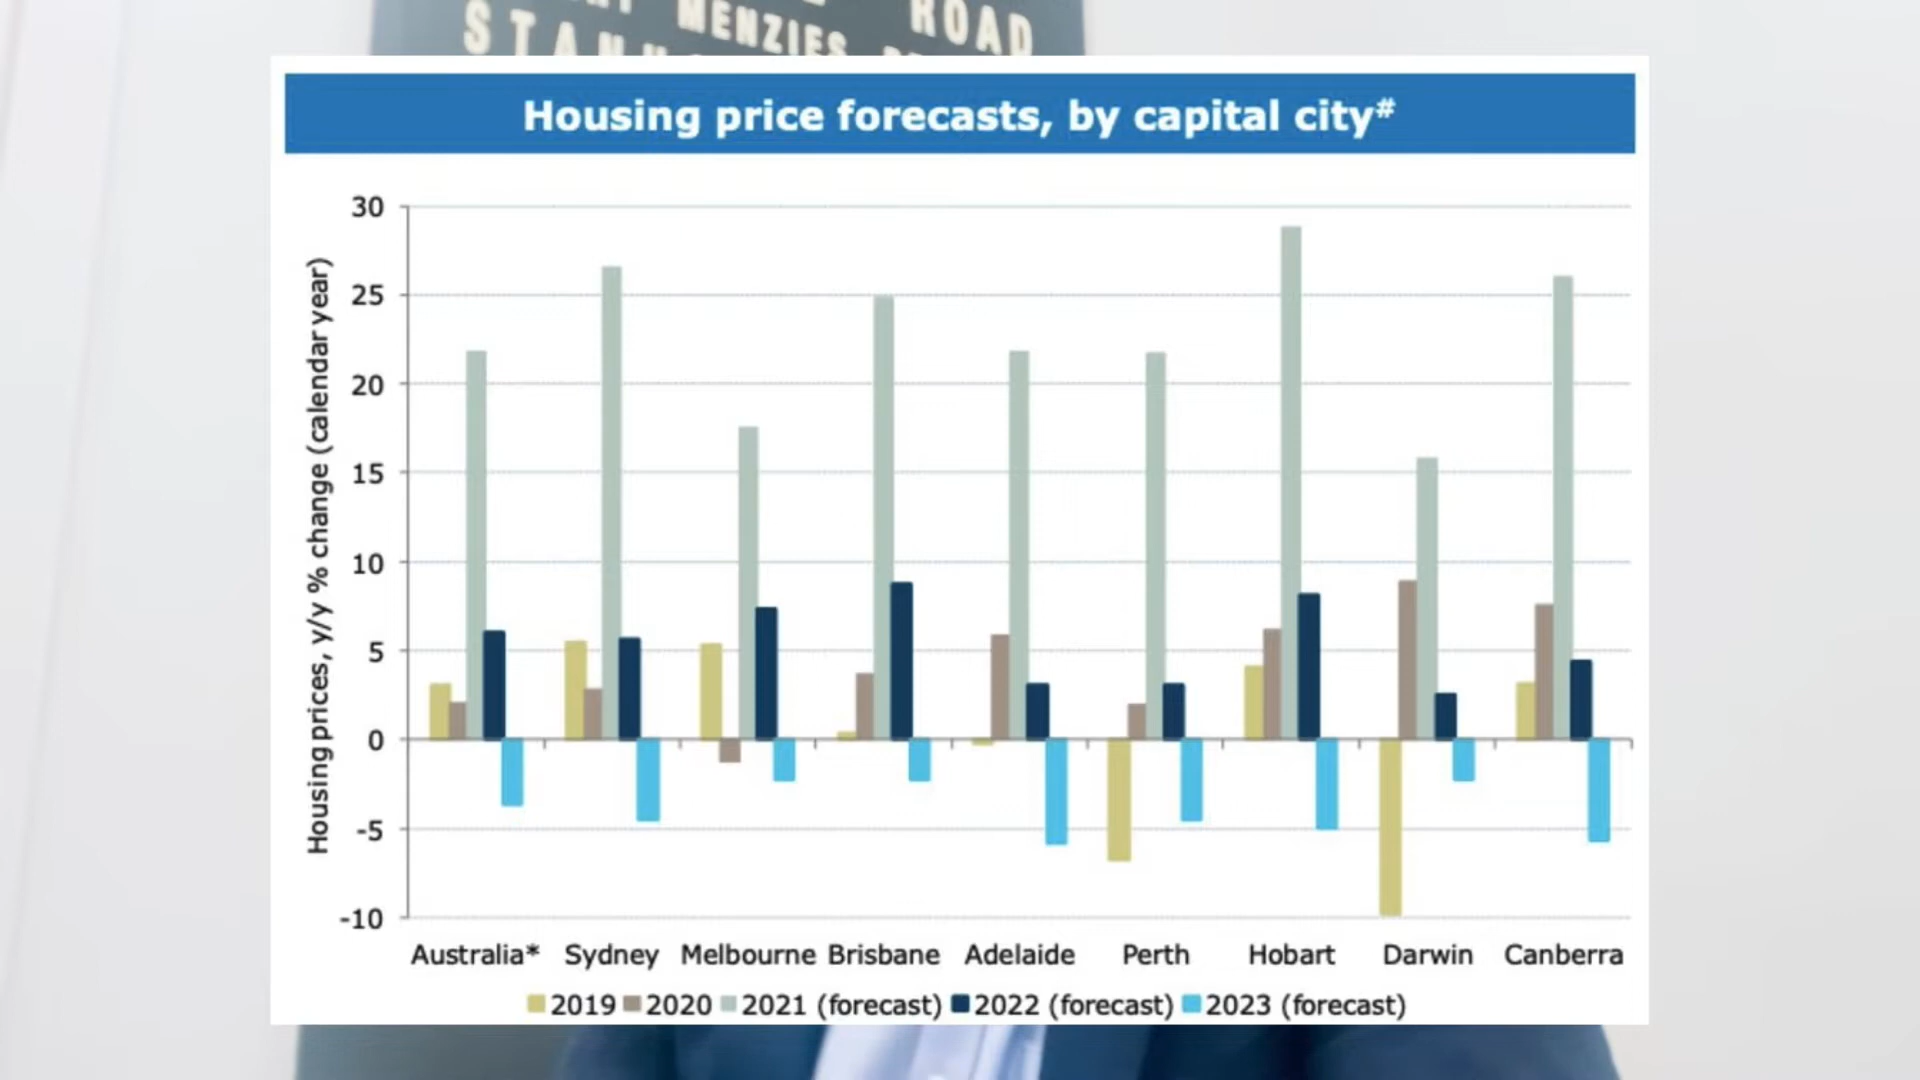 ROAD
MENZIES
Housing price forecasts, by capital city#
Housing prices, y/y % change (calendar year)
30
25
20
15
10
5
0
-5
-10
Australia* Sydney Melbourne Brisbane Adelaide Perth Hobart Darwin Canberra
2019 2020 2021 (forecast) 2022 (forecast) 2023 (forecast)